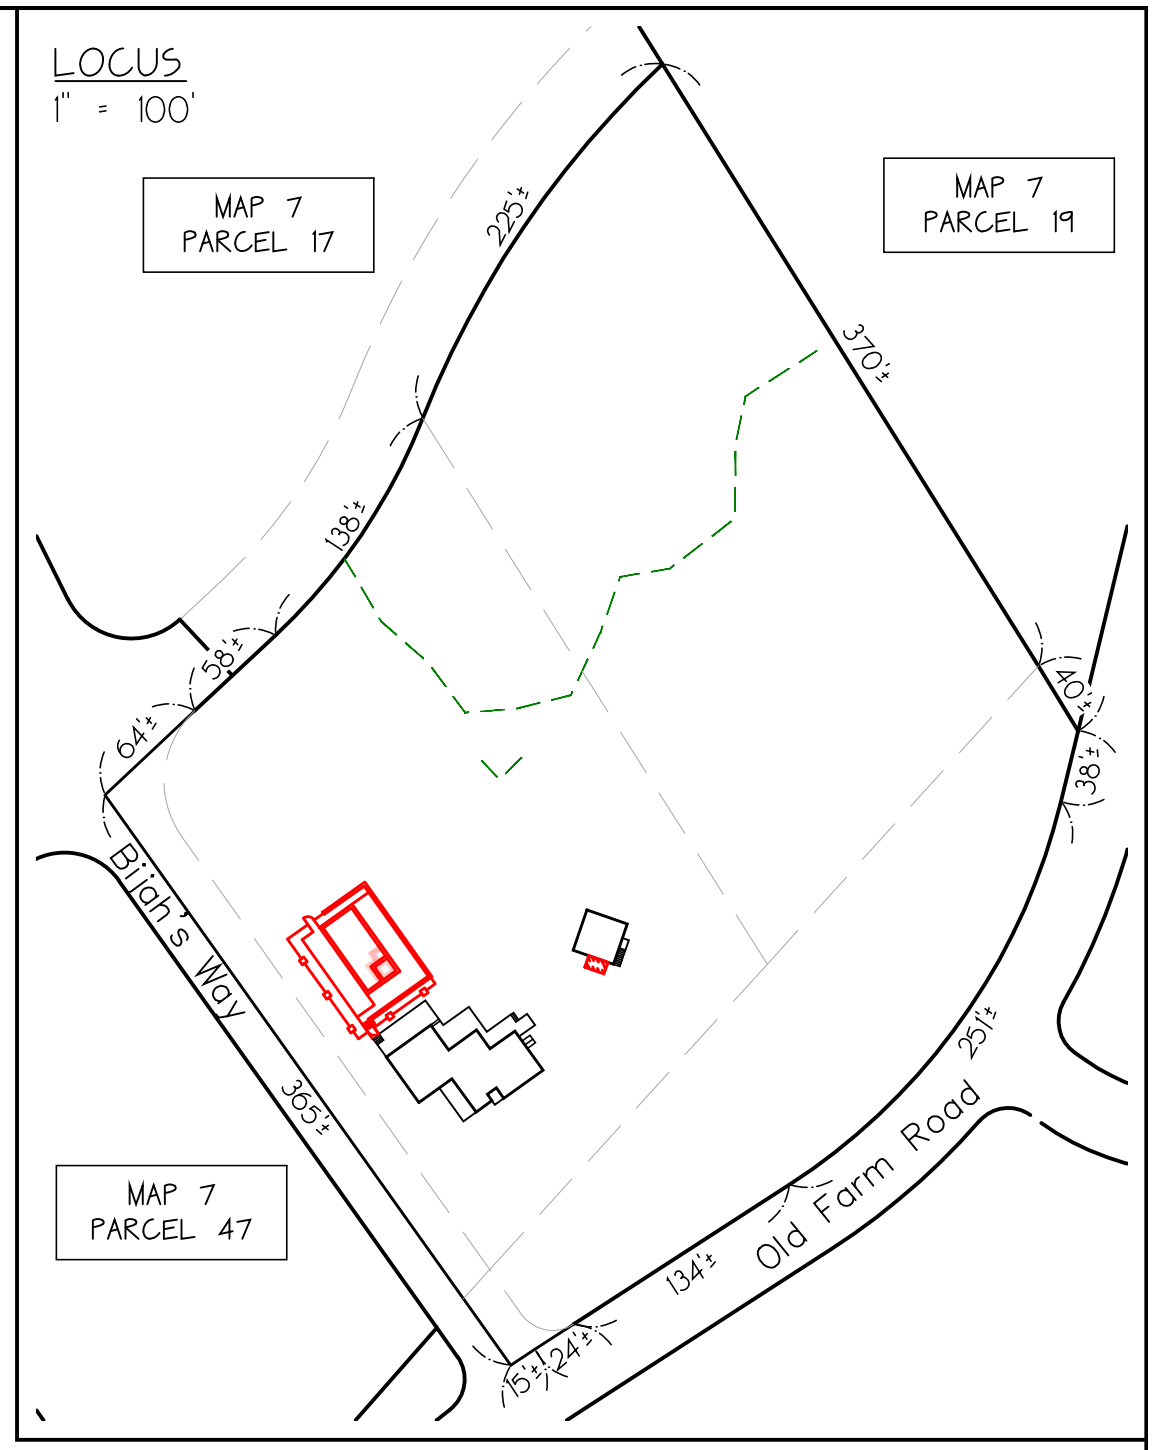 LOCUS
1" = 100'
MAP 7
PARCEL 17
MAP 7
PARCEL 19
225'±
370'±
138'±
58'±
64'±
40'±
38'±
Bijah's Way
365'±
251'±
Old Farm Road
MAP 7
PARCEL 47
134'±
24'±
15'±